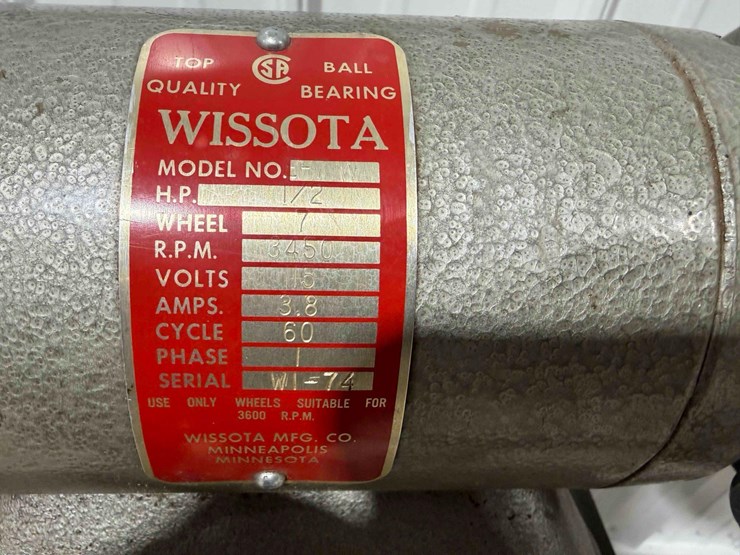 TOP QUALITY
SA
BALL BEARING
WISSOTA
MODEL NO.
H.P. 1/2
WHEEL 7
R.P.M. 3450
VOLTS
AMPS. 3.8
CYCLE 60
PHASE 1
SERIAL W1-74
USE ONLY WHEELS SUITABLE FOR
3600 R.P.M.
WISSOTA MFG. CO.
MINNEAPOLIS
MINNESOTA